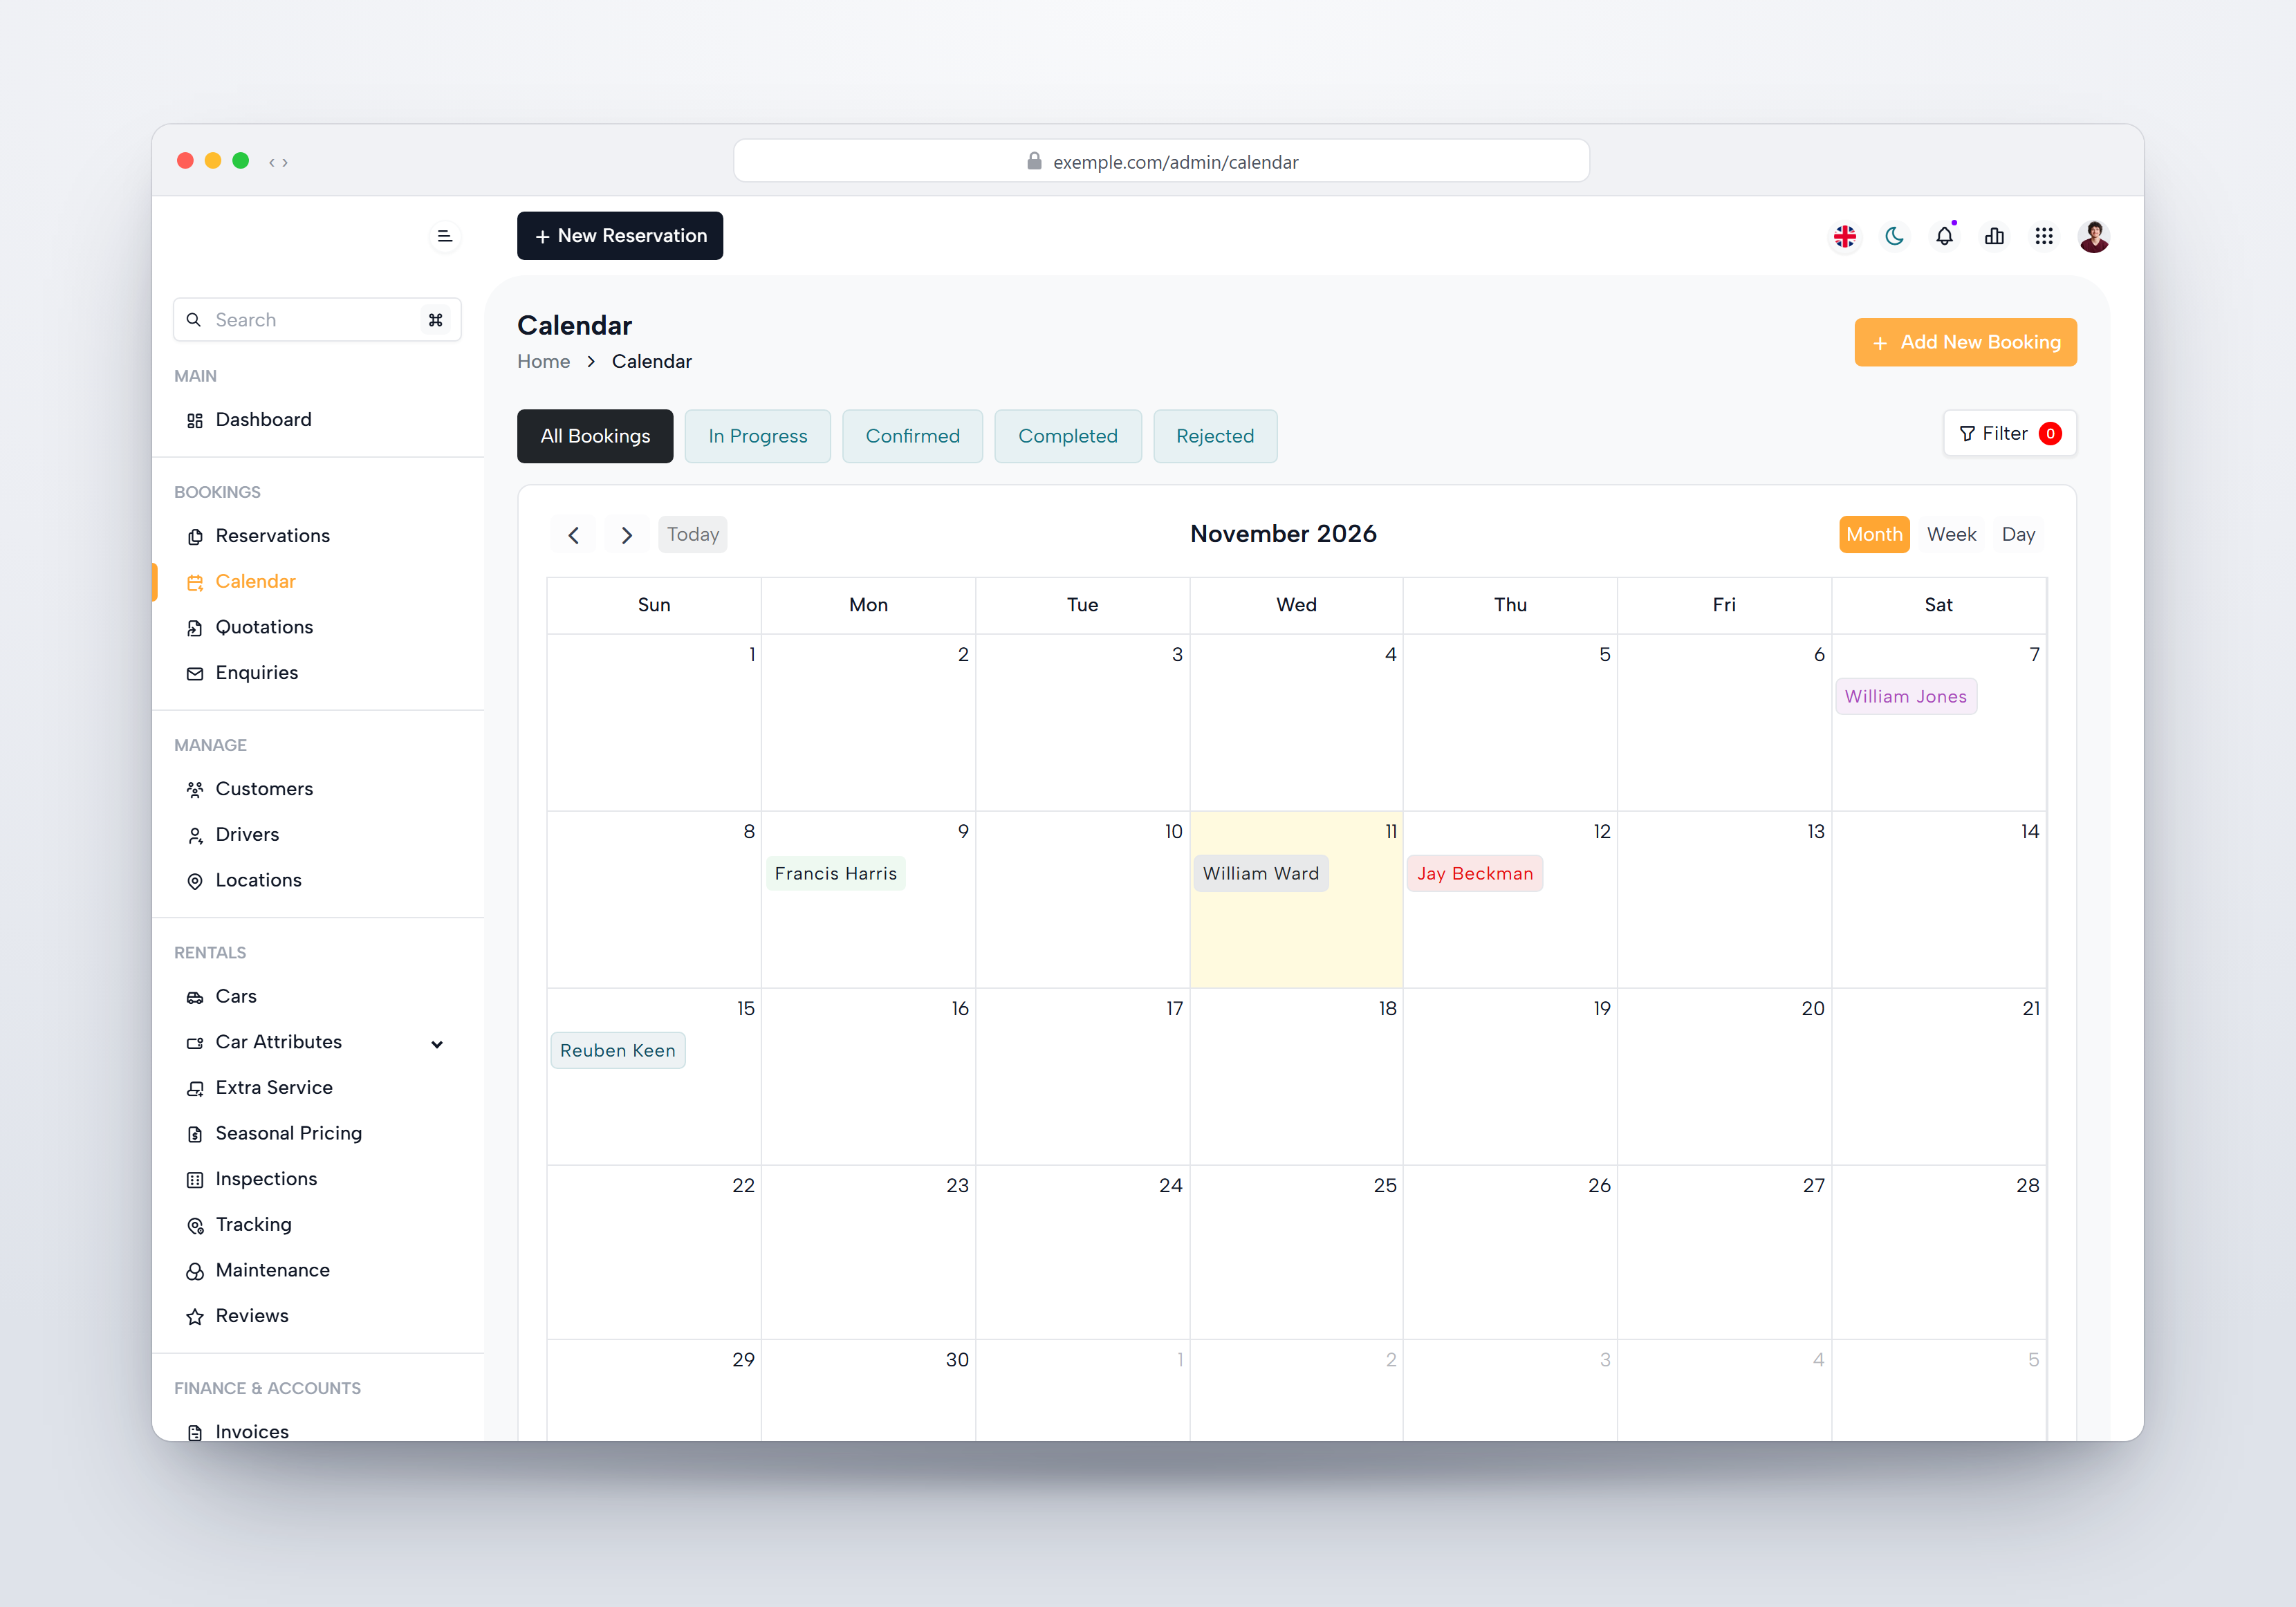 exemple.com/admin/calendar
+ New Reservation
Search ⌘
MAIN
Dashboard
BOOKINGS
Reservations
Calendar
Quotations
Enquiries
MANAGE
Customers
Drivers
Locations
RENTALS
Cars
Car Attributes
Extra Service
Seasonal Pricing
Inspections
Tracking
Maintenance
Reviews
FINANCE & ACCOUNTS
Invoices
Calendar
Home > Calendar
+ Add New Booking
All Bookings In Progress Confirmed Completed Rejected
Filter 0
Today
November 2026
Month Week Day
Sun Mon Tue Wed Thu Fri Sat
1 2 3 4 5 6 7
William Jones
8 9 10 11 12 13 14
Francis Harris William Ward Jay Beckman
15 16 17 18 19 20 21
Reuben Keen
22 23 24 25 26 27 28
29 30 1 2 3 4 5